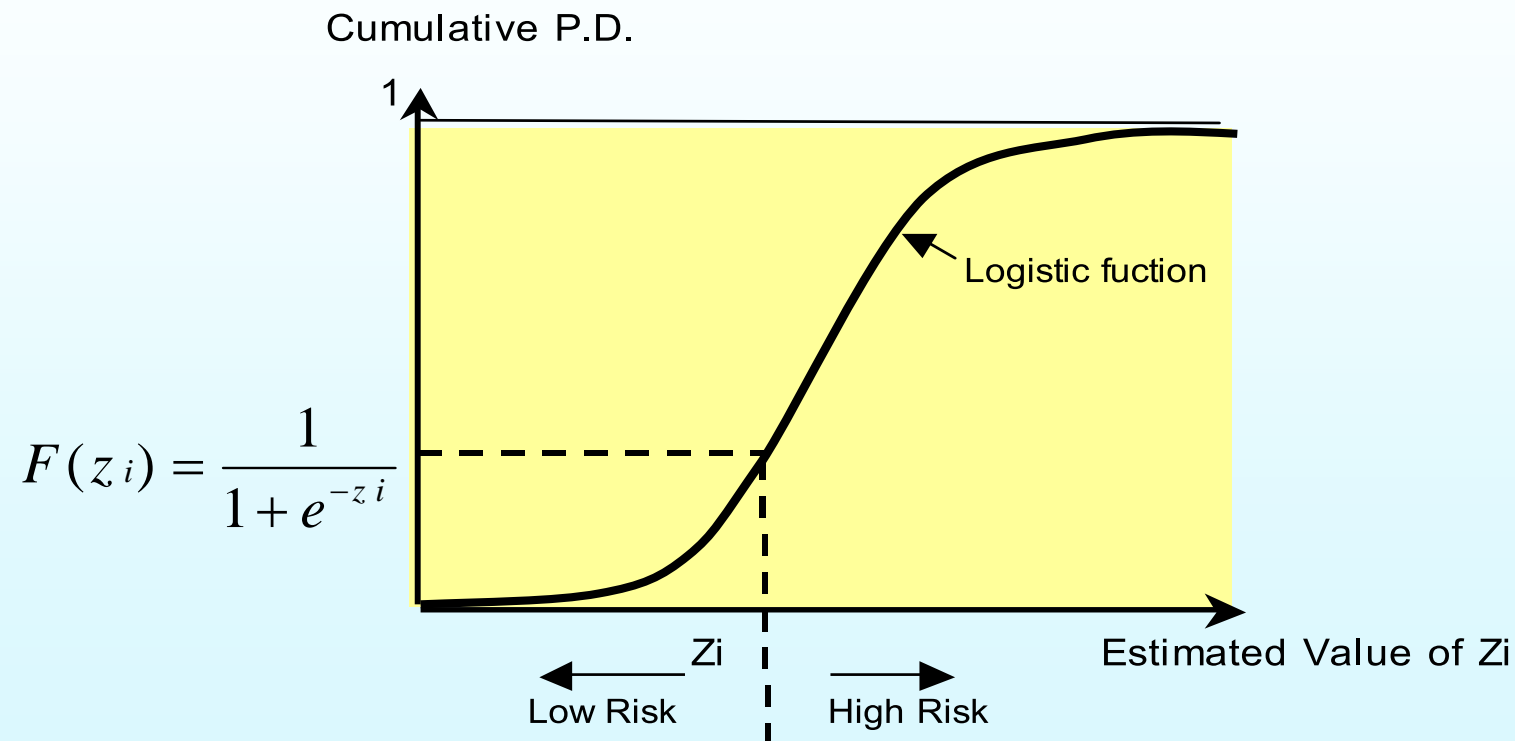 Cumulative P.D.
1
Logistic fuction
F(z i) = 1 / (1 + e^{-z i})
Zi
Estimated Value of Zi
Low Risk
High Risk